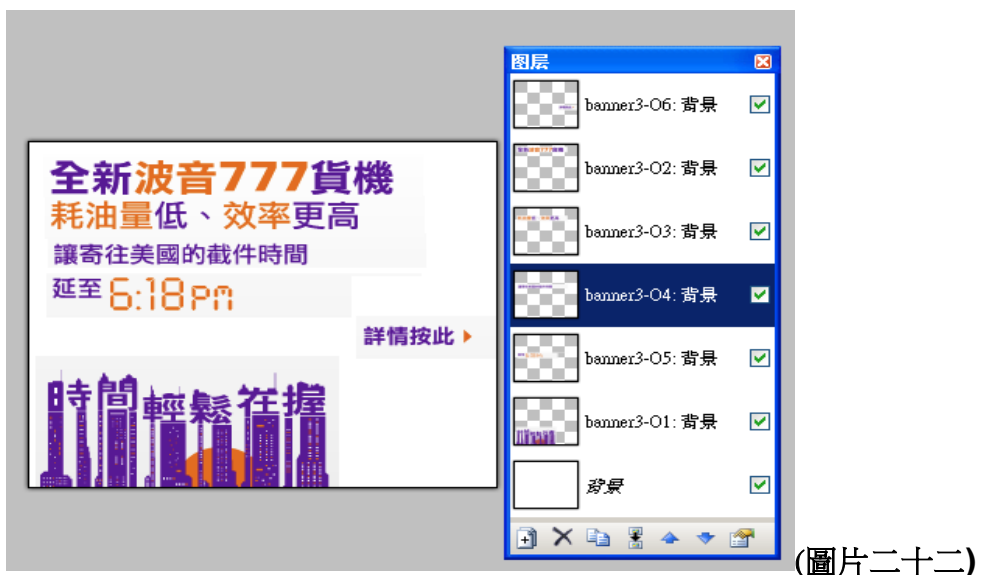 全新波音777貨機
耗油量低、效率更高
讓寄往美國的截件時間
延至 6:18pm
詳情按此
時間輕鬆在握
图层
banner3-O6: 背景
banner3-O2: 背景
banner3-O3: 背景
banner3-O4: 背景
banner3-O5: 背景
banner3-O1: 背景
背景
(圖片二十二)